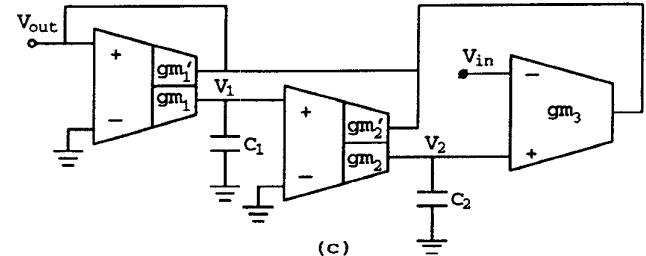 Vout
+
−
gm1'
gm1
V1
C1
+
−
gm2'
gm2
V2
C2
Vin
−
+
gm3
(c)